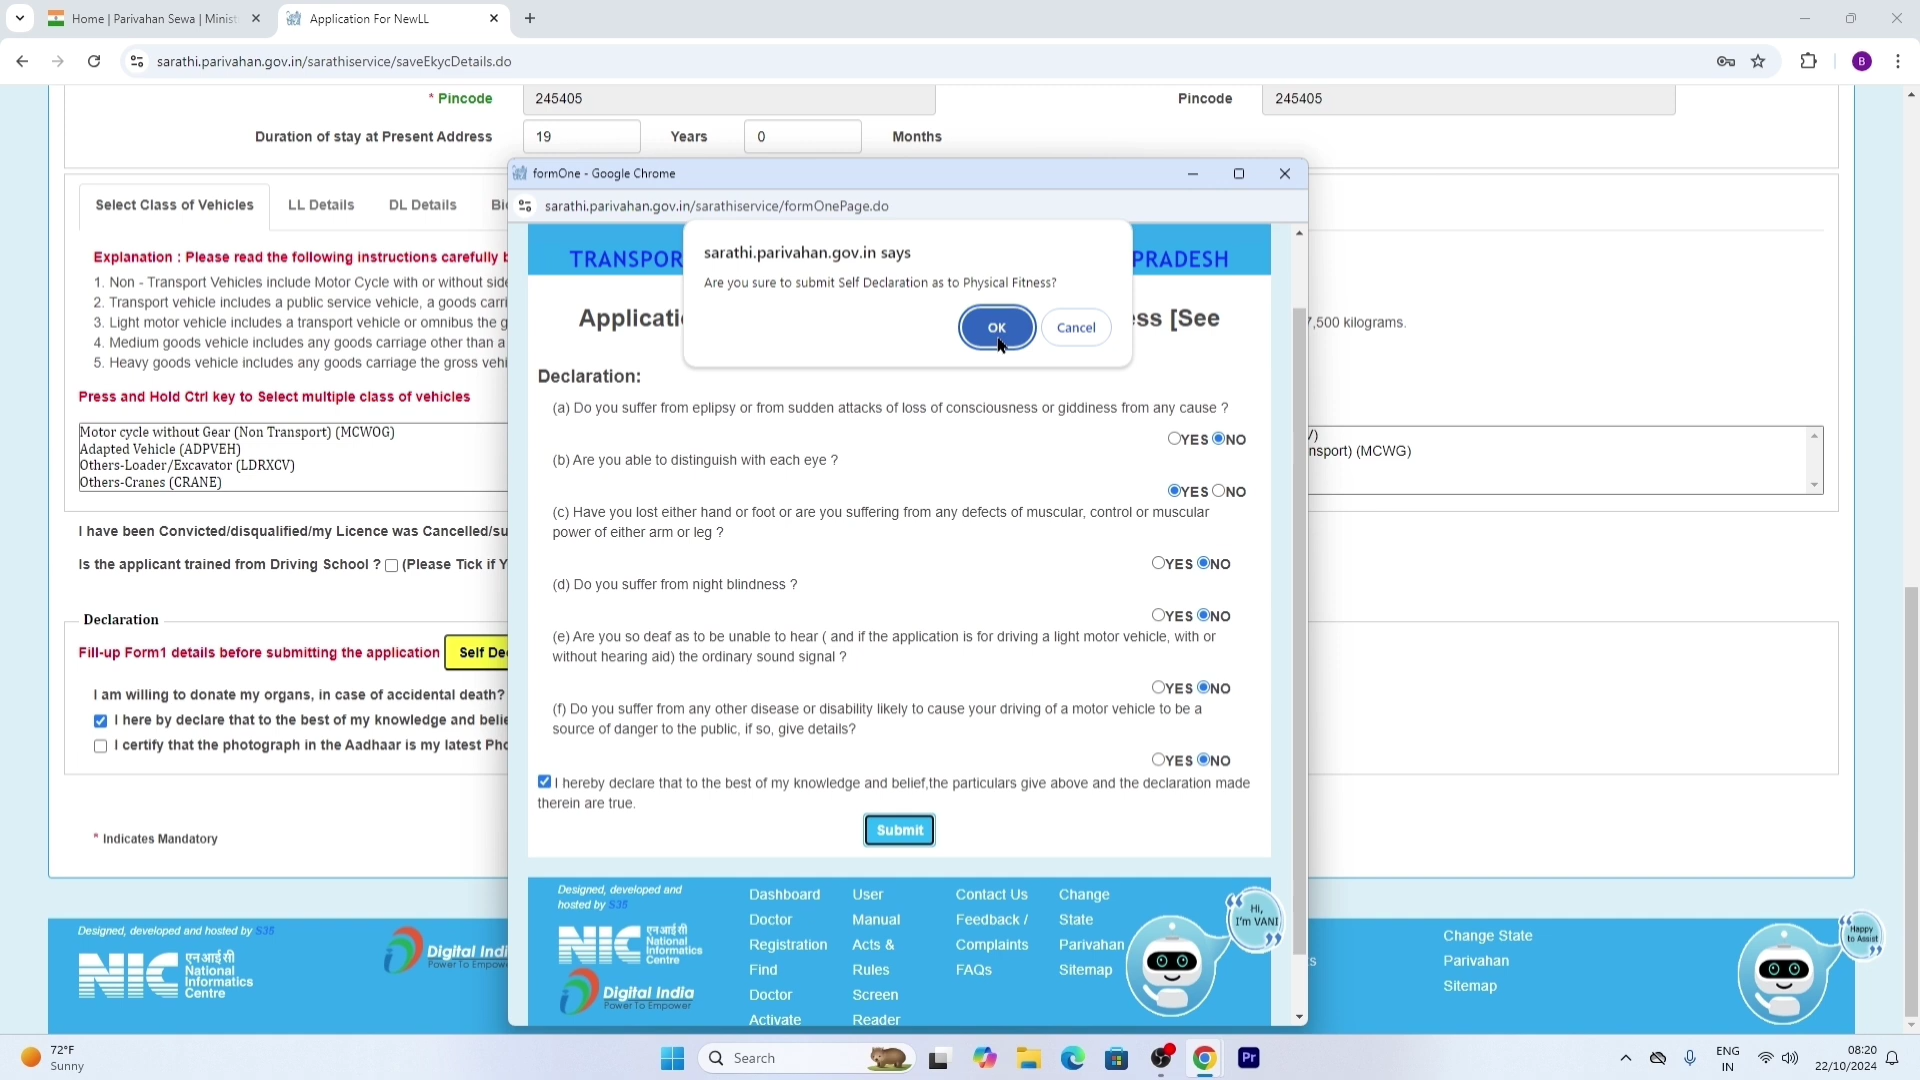 Home | Parivahan Sewa | Minist
Application For NewLL
sarathi.parivahan.gov.in/sarathiservice/saveEkycDetails.do
B
* Pincode
245405
Pincode
245405
Duration of stay at Present Address
19
Years
0
Months
formOne - Google Chrome
sarathi.parivahan.gov.in/sarathiservice/formOnePage.do
Select Class of Vehicles
LL Details
DL Details
Bi
TRANSPOR
PRADESH
sarathi.parivahan.gov.in says
Are you sure to submit Self Declaration as to Physical Fitness?
OK
Cancel
Explanation : Please read the following instructions carefully b
1. Non - Transport Vehicles include Motor Cycle with or without side
2. Transport vehicle includes a public service vehicle, a goods carri
3. Light motor vehicle includes a transport vehicle or omnibus the g
7,500 kilograms.
4. Medium goods vehicle includes any goods carriage other than a
5. Heavy goods vehicle includes any goods carriage the gross vehi
Applicati
ess [See
Press and Hold Ctrl key to Select multiple class of vehicles
Motor cycle without Gear (Non Transport) (MCWOG)
Adapted Vehicle (ADPVEH)
Others-Loader/Excavator (LDRXCV)
Others-Cranes (CRANE)
V)
nsport) (MCWG)
Declaration:
(a) Do you suffer from eplipsy or from sudden attacks of loss of consciousness or giddiness from any cause ?
YES NO
(b) Are you able to distinguish with each eye ?
YES NO
(c) Have you lost either hand or foot or are you suffering from any defects of muscular, control or muscular
power of either arm or leg ?
YES NO
(d) Do you suffer from night blindness ?
YES NO
(e) Are you so deaf as to be unable to hear ( and if the application is for driving a light motor vehicle, with or
without hearing aid) the ordinary sound signal ?
YES NO
(f) Do you suffer from any other disease or disability likely to cause your driving of a motor vehicle to be a
source of danger to the public, if so, give details?
YES NO
I hereby declare that to the best of my knowledge and belief,the particulars give above and the declaration made
therein are true.
Submit
I have been Convicted/disqualified/my Licence was Cancelled/su
Is the applicant trained from Driving School ? (Please Tick if Y
Declaration
Fill-up Form1 details before submitting the application
Self De
I am willing to donate my organs, in case of accidental death?
I here by declare that to the best of my knowledge and belie
I certify that the photograph in the Aadhaar is my latest Pho
* Indicates Mandatory
Designed, developed and
hosted by S35
NIC
एन आई सी
National
Informatics
Centre
Digital India
Power To Empower
Dashboard
Doctor
Registration
Find
Doctor
Activate
User
Manual
Acts &
Rules
Screen
Reader
Contact Us
Feedback /
Complaints
FAQs
Change
State
Parivahan
Sitemap
Hi,
I'm VANI
Designed, developed and hosted by S35
NIC
एन आई सी
National
Informatics
Centre
Digital Indi
Power To Empow
ts
Change State
Parivahan
Sitemap
Happy
to Assist
72°F
Sunny
Search
Pr
ENG
IN
08:20
22/10/2024